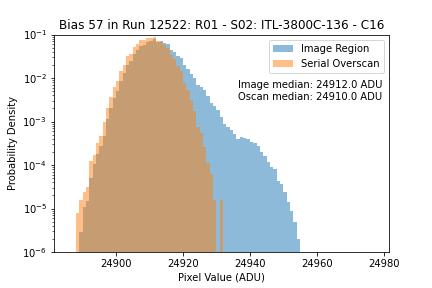 Bias 57 in Run 12522: R01 - S02: ITL-3800C-136 - C16
Image Region
Serial Overscan
Image median: 24912.0 ADU
Oscan median: 24910.0 ADU
Probability Density
10⁻¹
10⁻²
10⁻³
10⁻⁴
10⁻⁵
10⁻⁶
24900 24920 24940 24960 24980
Pixel Value (ADU)